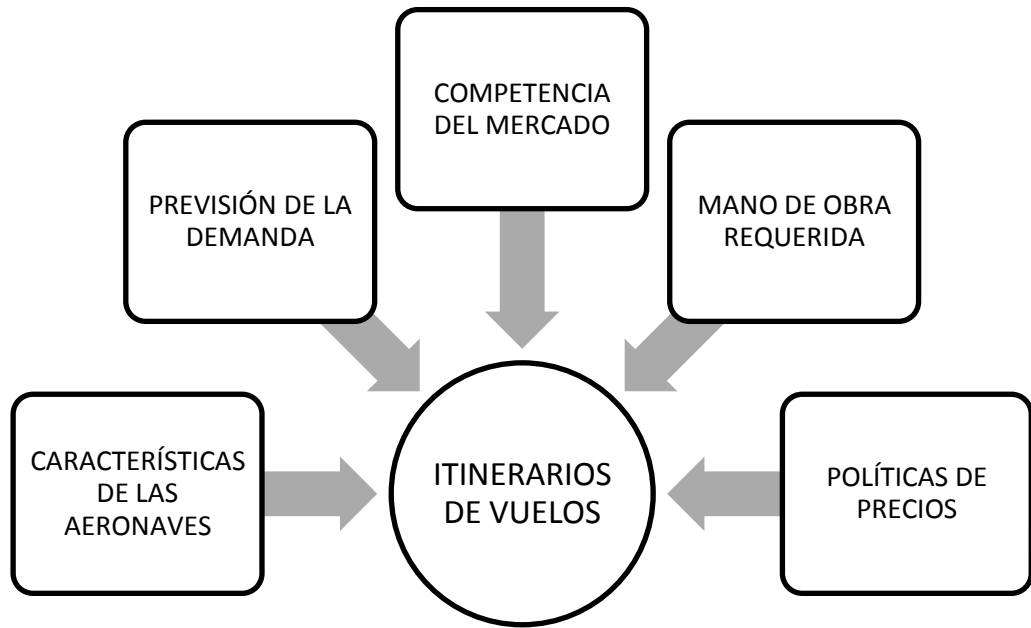 COMPETENCIA
DEL MERCADO
PREVISIÓN DE LA
DEMANDA
MANO DE OBRA
REQUERIDA
CARACTERÍSTICAS
DE LAS
AERONAVES
ITINERARIOS
DE VUELOS
POLÍTICAS DE
PRECIOS